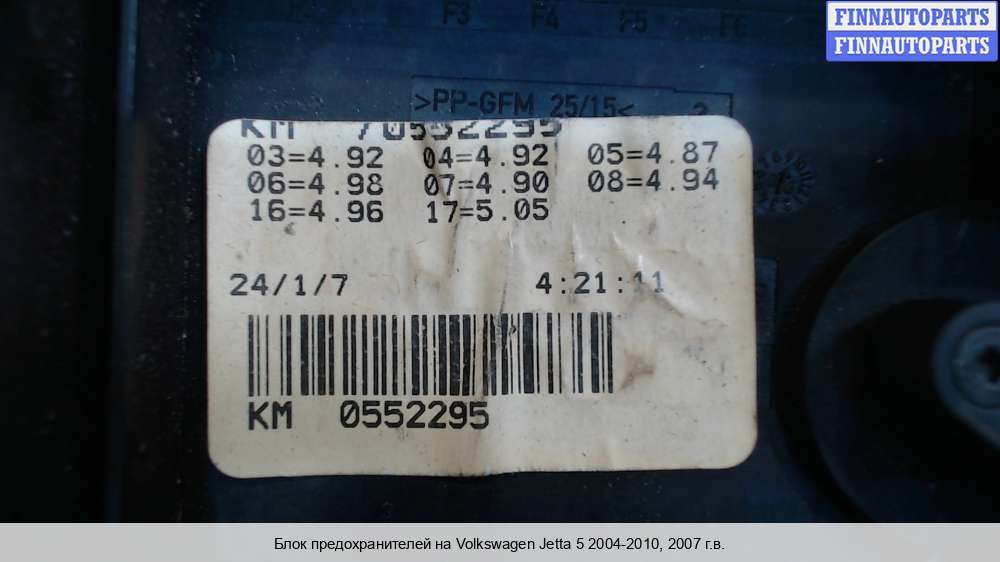 F3 F4 F5 F6
FINNAUTOPARTS
FINNAUTOPARTS
>PP-GFM 25/15<
KM 70552295
03=4.92 04=4.92 05=4.87
06=4.98 07=4.90 08=4.94
16=4.96 17=5.05
24/1/7 4:21:11
KM 0552295
Блок предохранителей на Volkswagen Jetta 5 2004-2010, 2007 г.в.